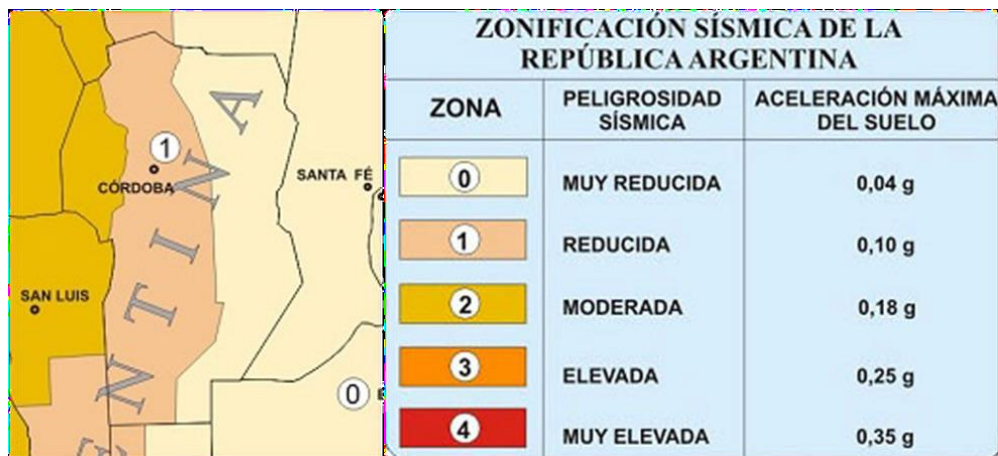 A
N
I
T
N
E
1
CÓRDOBA
SANTA FÉ
SAN LUIS
0
ZONIFICACIÓN SÍSMICA DE LA
REPÚBLICA ARGENTINA
ZONA
PELIGROSIDAD
SÍSMICA
ACELERACIÓN MÁXIMA
DEL SUELO
0 MUY REDUCIDA 0,04 g
1 REDUCIDA 0,10 g
2 MODERADA 0,18 g
3 ELEVADA 0,25 g
4 MUY ELEVADA 0,35 g